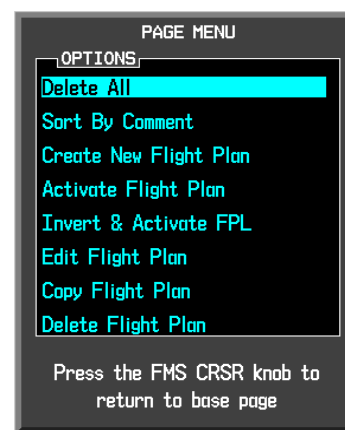 PAGE MENU
OPTIONS
Delete All
Sort By Comment
Create New Flight Plan
Activate Flight Plan
Invert & Activate FPL
Edit Flight Plan
Copy Flight Plan
Delete Flight Plan
Press the FMS CRSR knob to
return to base page